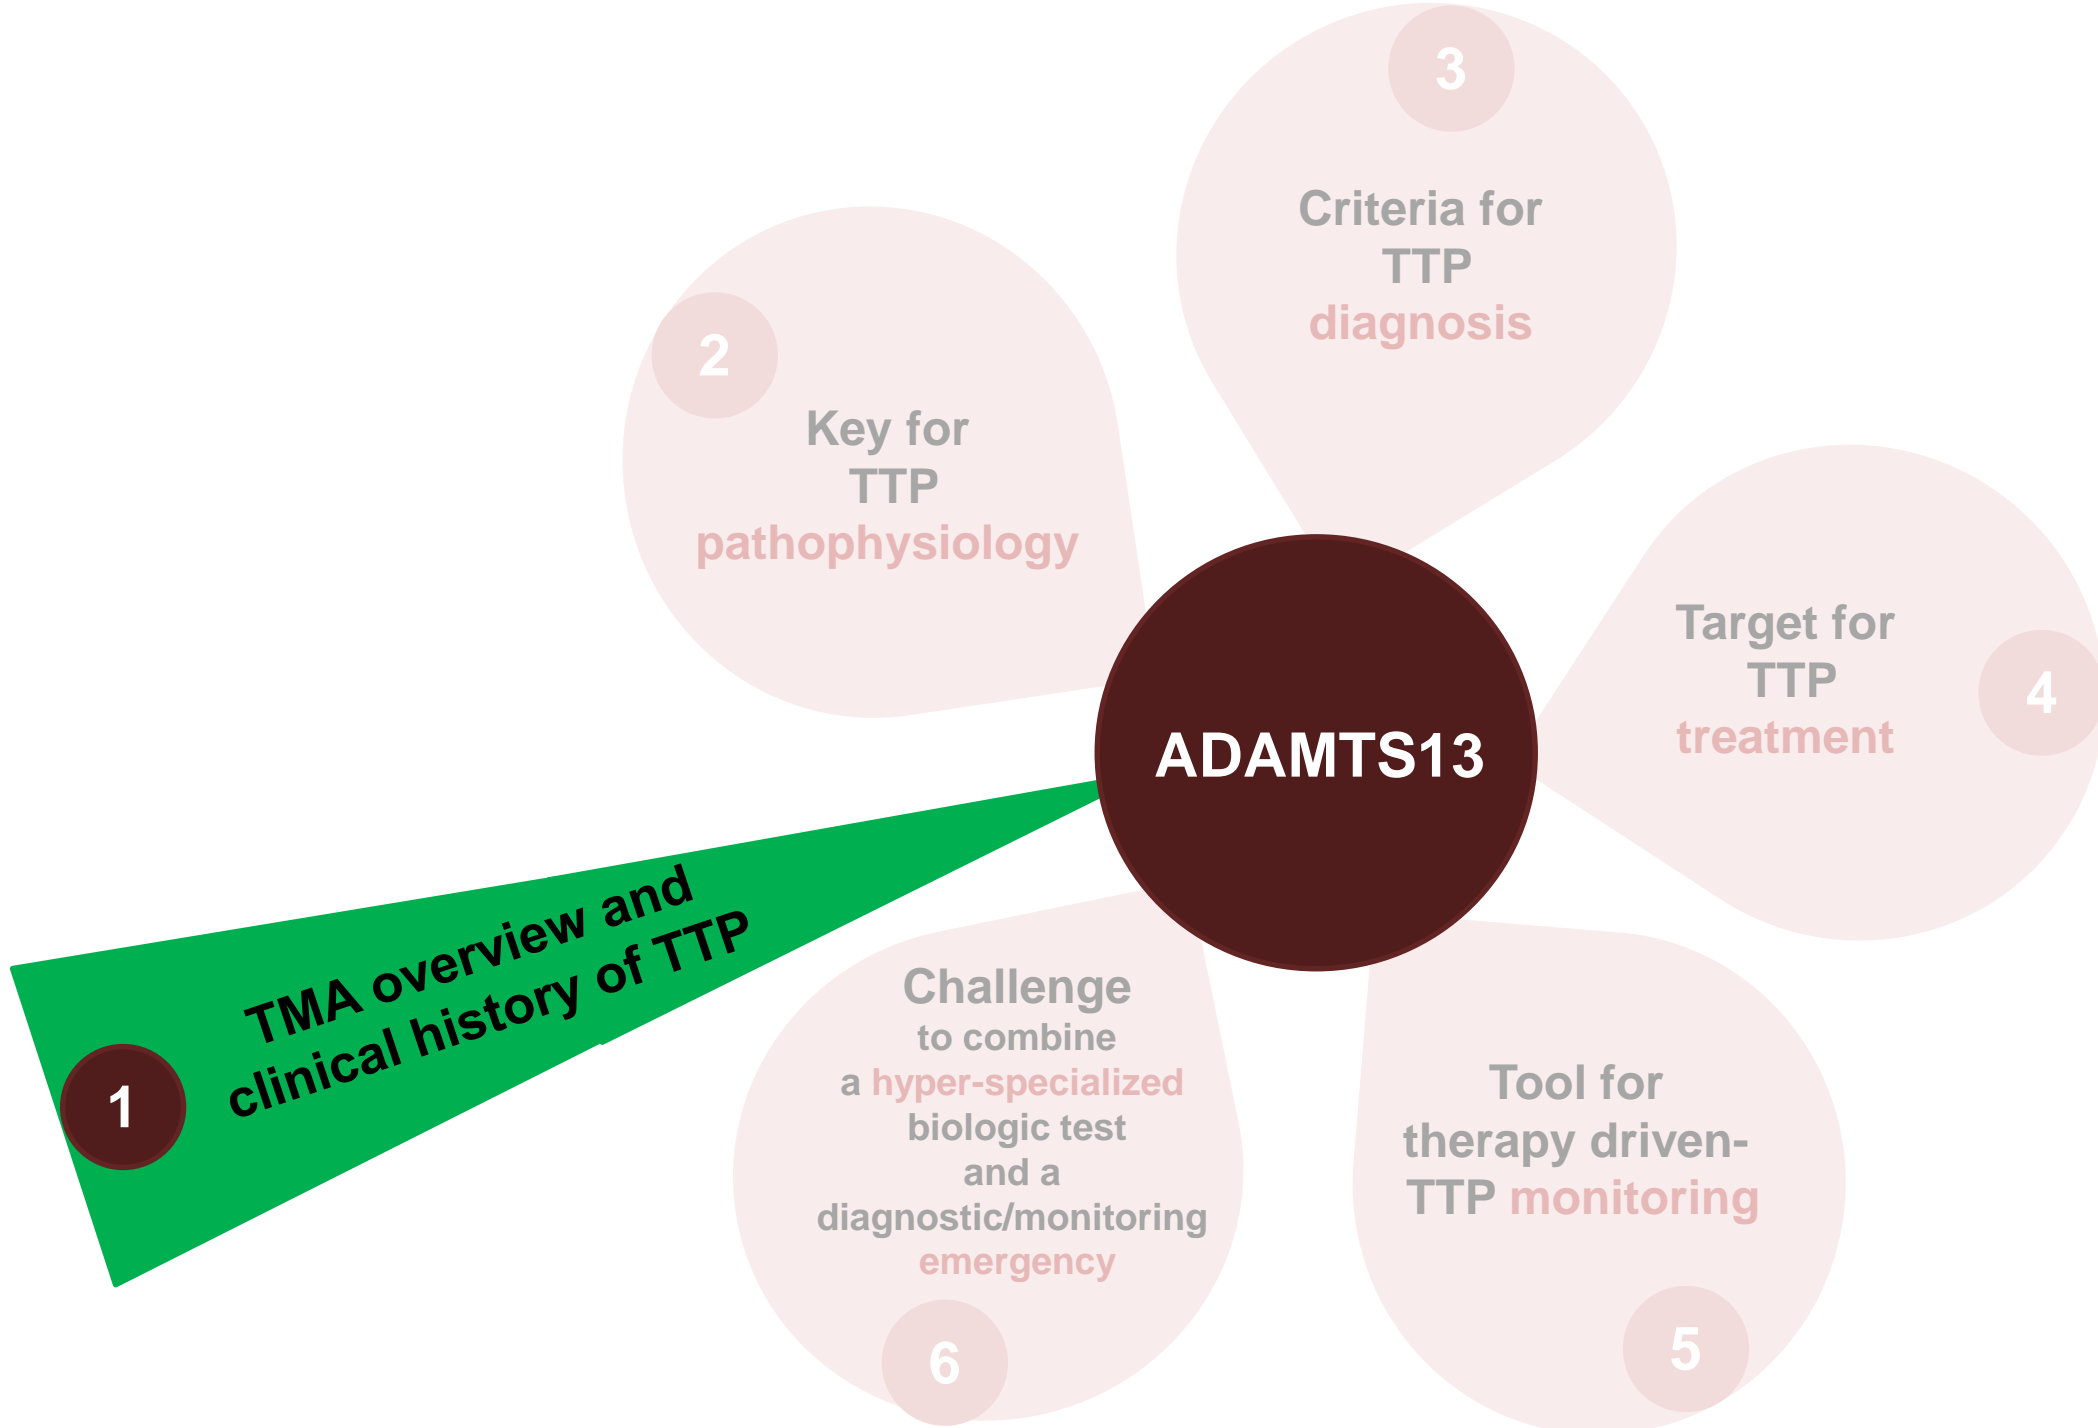 ADAMTS13
1
TMA overview and
clinical history of TTP
2
Key for
TTP
pathophysiology
3
Criteria for
TTP
diagnosis
4
Target for
TTP
treatment
5
Tool for
therapy driven-
TTP monitoring
6
Challenge
to combine
a hyper-specialized
biologic test
and a
diagnostic/monitoring
emergency